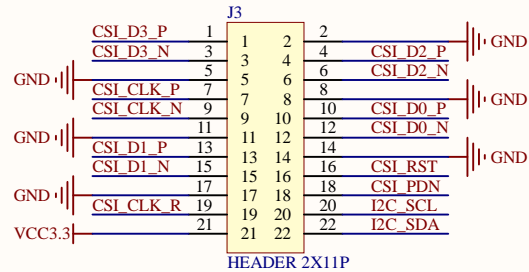 J3
CSI_D3_P 1 1 2 2 GND
CSI_D3_N 3 3 4 4 CSI_D2_P
GND 5 5 6 6 CSI_D2_N
CSI_CLK_P 7 7 8 8 GND
CSI_CLK_N 9 9 10 10 CSI_D0_P
GND 11 11 12 12 CSI_D0_N
CSI_D1_P 13 13 14 14 GND
CSI_D1_N 15 15 16 16 CSI_RST
GND 17 17 18 18 CSI_PDN
CSI_CLK_R 19 19 20 20 I2C_SCL
VCC3.3 21 21 22 22 I2C_SDA
HEADER 2X11P